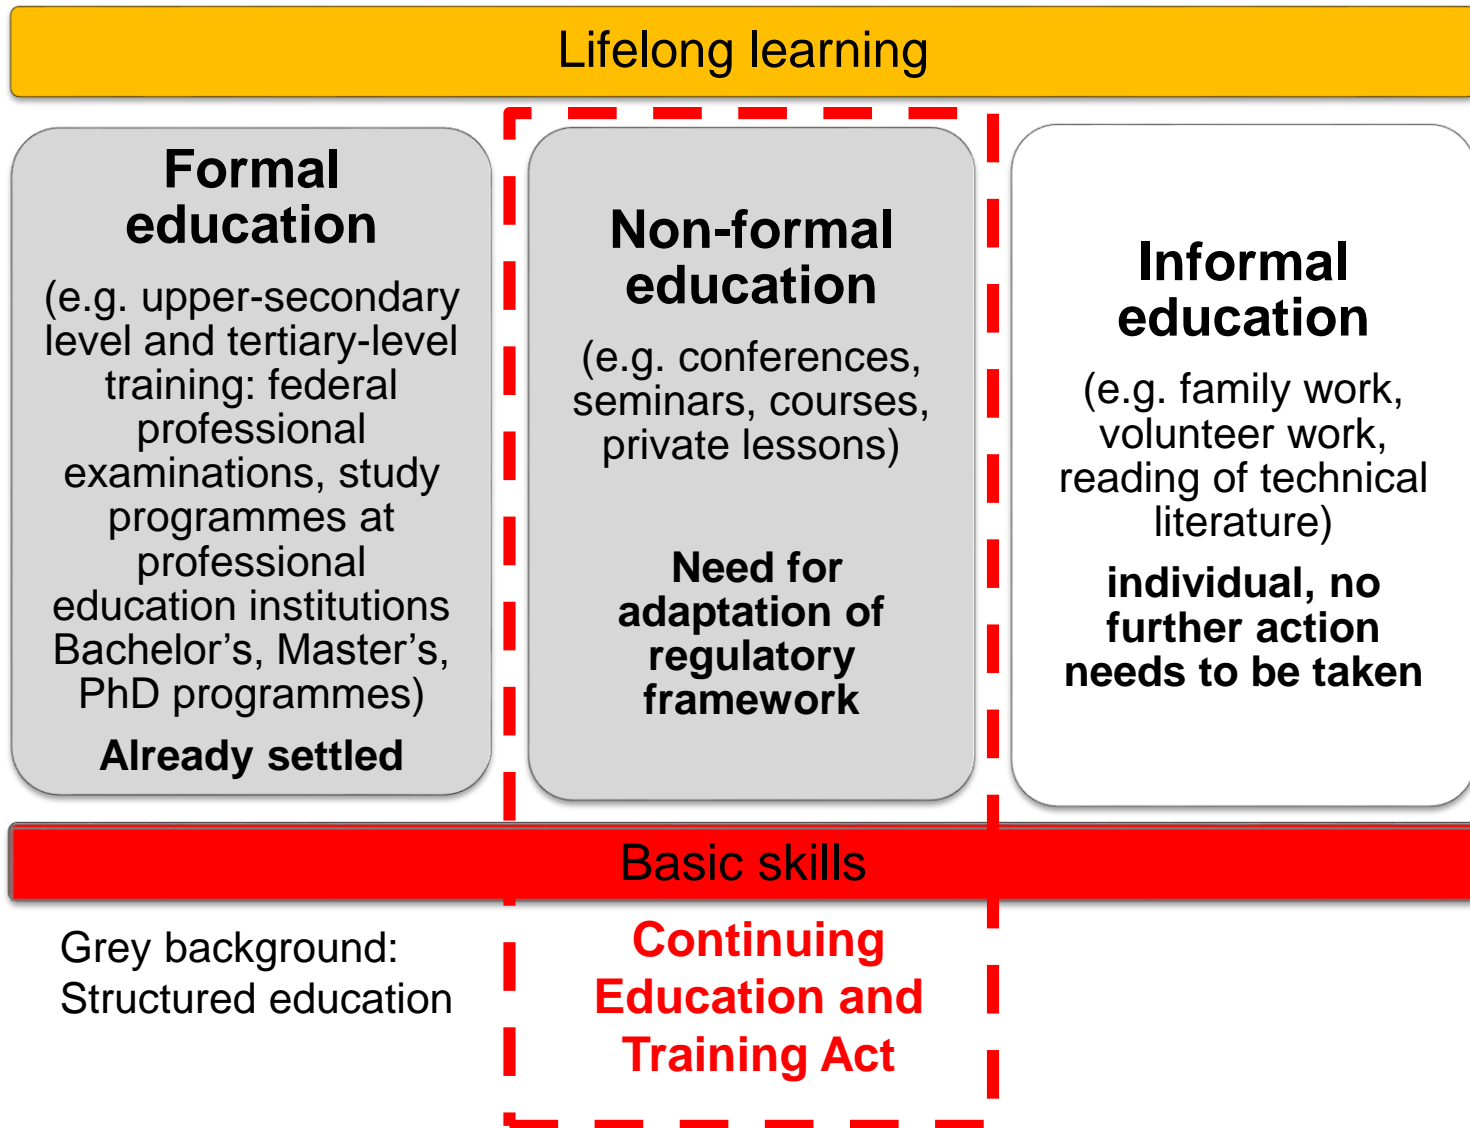 Lifelong learning
Formal
education
(e.g. upper-secondary
level and tertiary-level
training: federal
professional
examinations, study
programmes at
professional
education institutions
Bachelor’s, Master’s,
PhD programmes)
Already settled
Non-formal
education
(e.g. conferences,
seminars, courses,
private lessons)
Need for
adaptation of
regulatory
framework
Informal
education
(e.g. family work,
volunteer work,
reading of technical
literature)
individual, no
further action
needs to be taken
Basic skills
Grey background:
Structured education
Continuing
Education and
Training Act